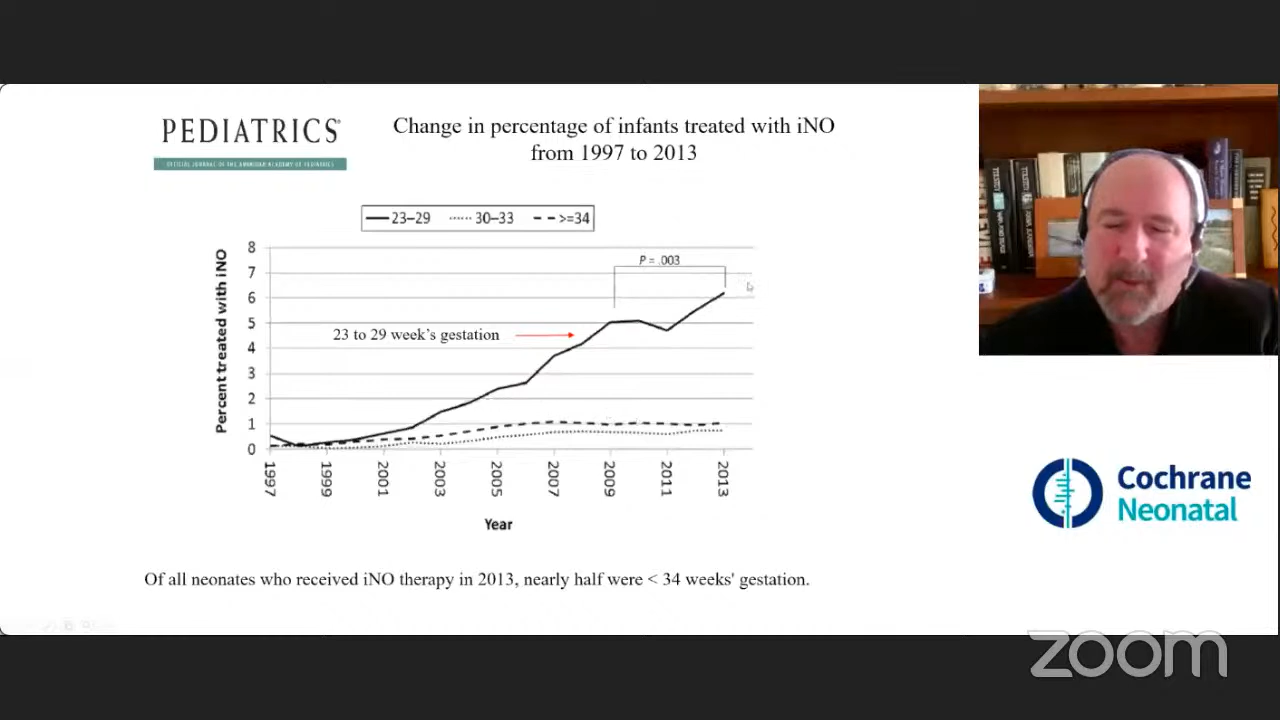 PEDIATRICS
OFFICIAL JOURNAL OF THE AMERICAN ACADEMY OF PEDIATRICS
Change in percentage of infants treated with iNO
from 1997 to 2013
23–29 30–33 >=34
Percent treated with iNO
8
7
6
5
4
3
2
1
0
P = .003
23 to 29 week's gestation
1997 1999 2001 2003 2005 2007 2009 2011 2013
Year
Of all neonates who received iNO therapy in 2013, nearly half were < 34 weeks' gestation.
Cochrane
Neonatal
zoom